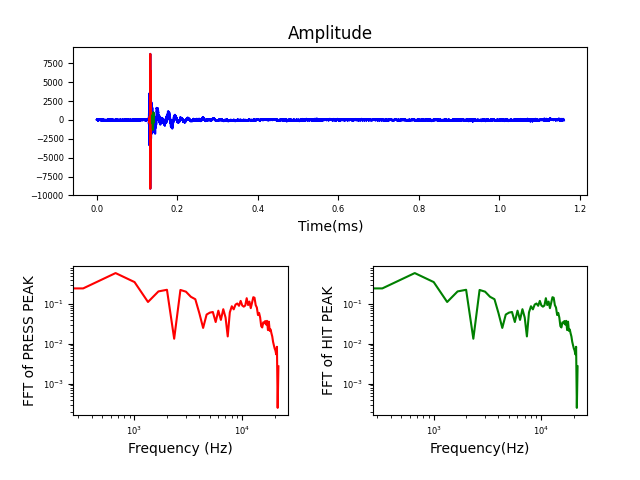 Amplitude
7500
5000
2500
0
−2500
−5000
−7500
−10000
0.0 0.2 0.4 0.6 0.8 1.0 1.2
Time(ms)
FFT of PRESS PEAK
10⁻¹
10⁻²
10⁻³
10³ 10⁴
Frequency (Hz)
FFT of HIT PEAK
10⁻¹
10⁻²
10⁻³
10³ 10⁴
Frequency(Hz)